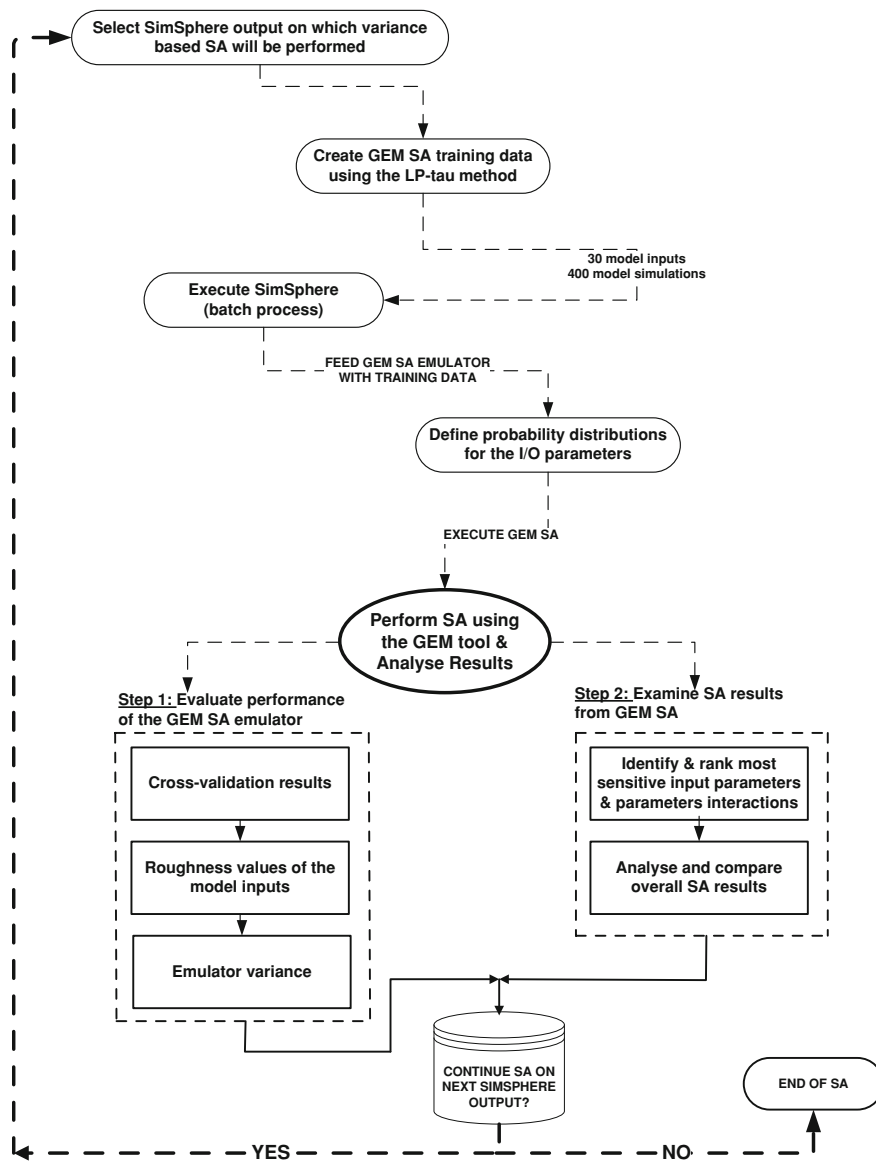 Select SimSphere output on which variance
based SA will be performed
Create GEM SA training data
using the LP-tau method
30 model inputs
400 model simulations
Execute SimSphere
(batch process)
FEED GEM SA EMULATOR
WITH TRAINING DATA
Define probability distributions
for the I/O parameters
EXECUTE GEM SA
Perform SA using
the GEM tool &
Analyse Results
Step 1: Evaluate performance
of the GEM SA emulator
Cross-validation results
Roughness values of the
model inputs
Emulator variance
Step 2: Examine SA results
from GEM SA
Identify & rank most
sensitive input parameters
& parameters interactions
Analyse and compare
overall SA results
CONTINUE SA ON
NEXT SIMSPHERE
OUTPUT?
END OF SA
YES
NO